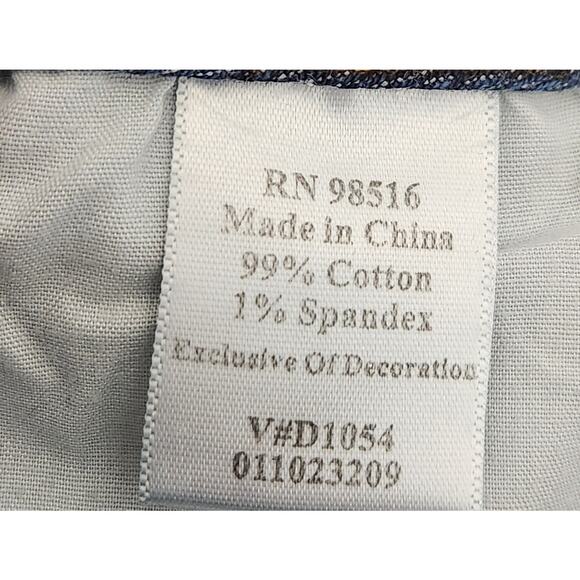 RN 98516
Made in China
99% Cotton
1% Spandex
Exclusive Of Decoration
V#D1054
011023209